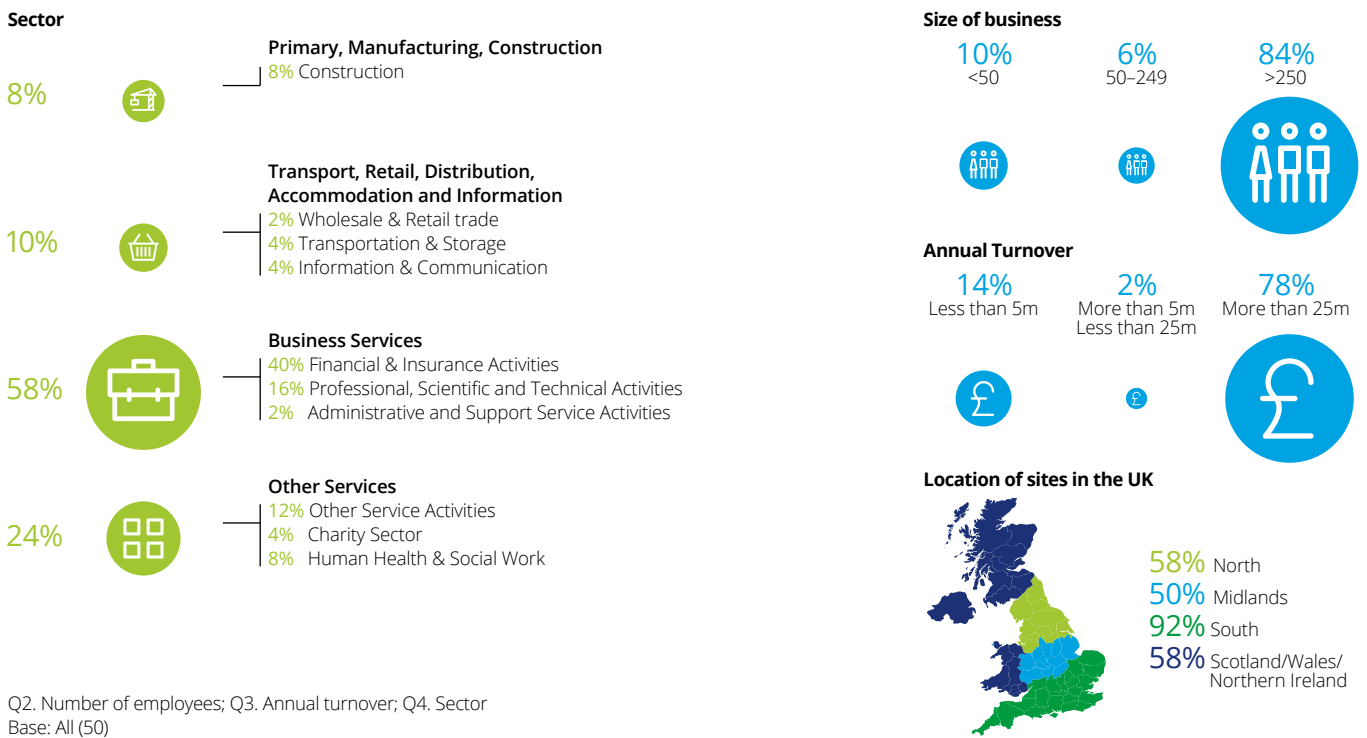 Sector
8%
Primary, Manufacturing, Construction
8% Construction
10%
Transport, Retail, Distribution,
Accommodation and Information
2% Wholesale & Retail trade
4% Transportation & Storage
4% Information & Communication
58%
Business Services
40% Financial & Insurance Activities
16% Professional, Scientific and Technical Activities
2% Administrative and Support Service Activities
24%
Other Services
12% Other Service Activities
4% Charity Sector
8% Human Health & Social Work
Q2. Number of employees; Q3. Annual turnover; Q4. Sector
Base: All (50)
Size of business
10% 6% 84%
<50 50–249 >250
Annual Turnover
14% 2% 78%
Less than 5m More than 5m More than 25m
Less than 25m
£ £ £
Location of sites in the UK
58% North
50% Midlands
92% South
58% Scotland/Wales/
Northern Ireland